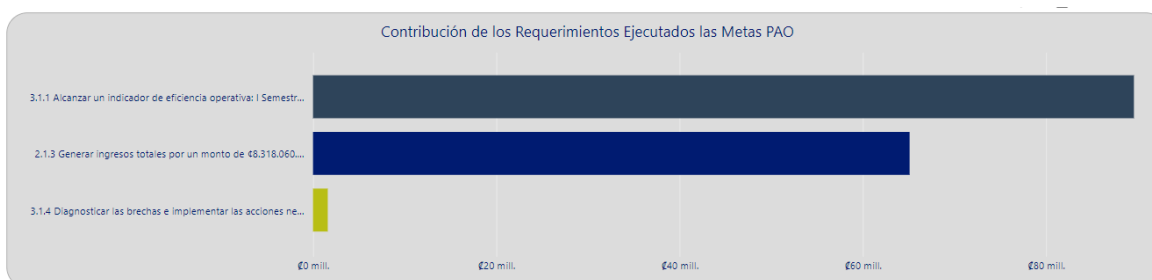 Contribución de los Requerimientos Ejecutados las Metas PAO
3.1.1 Alcanzar un indicador de eficiencia operativa: I Semestr...
2.1.3 Generar ingresos totales por un monto de ₡8.318.060....
3.1.4 Diagnosticar las brechas e implementar las acciones ne...
₡0 mill.
₡20 mill.
₡40 mill.
₡60 mill.
₡80 mill.